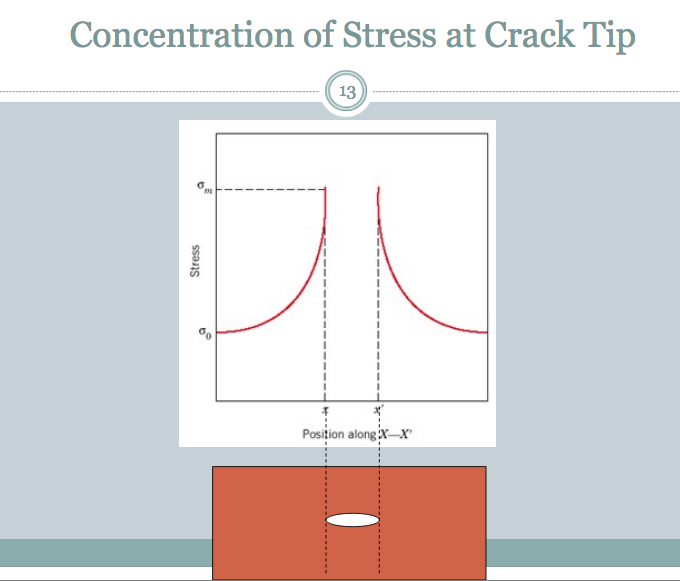 Concentration of Stress at Crack Tip
13
σm
Stress
σ0
x x'
Position along X—X'